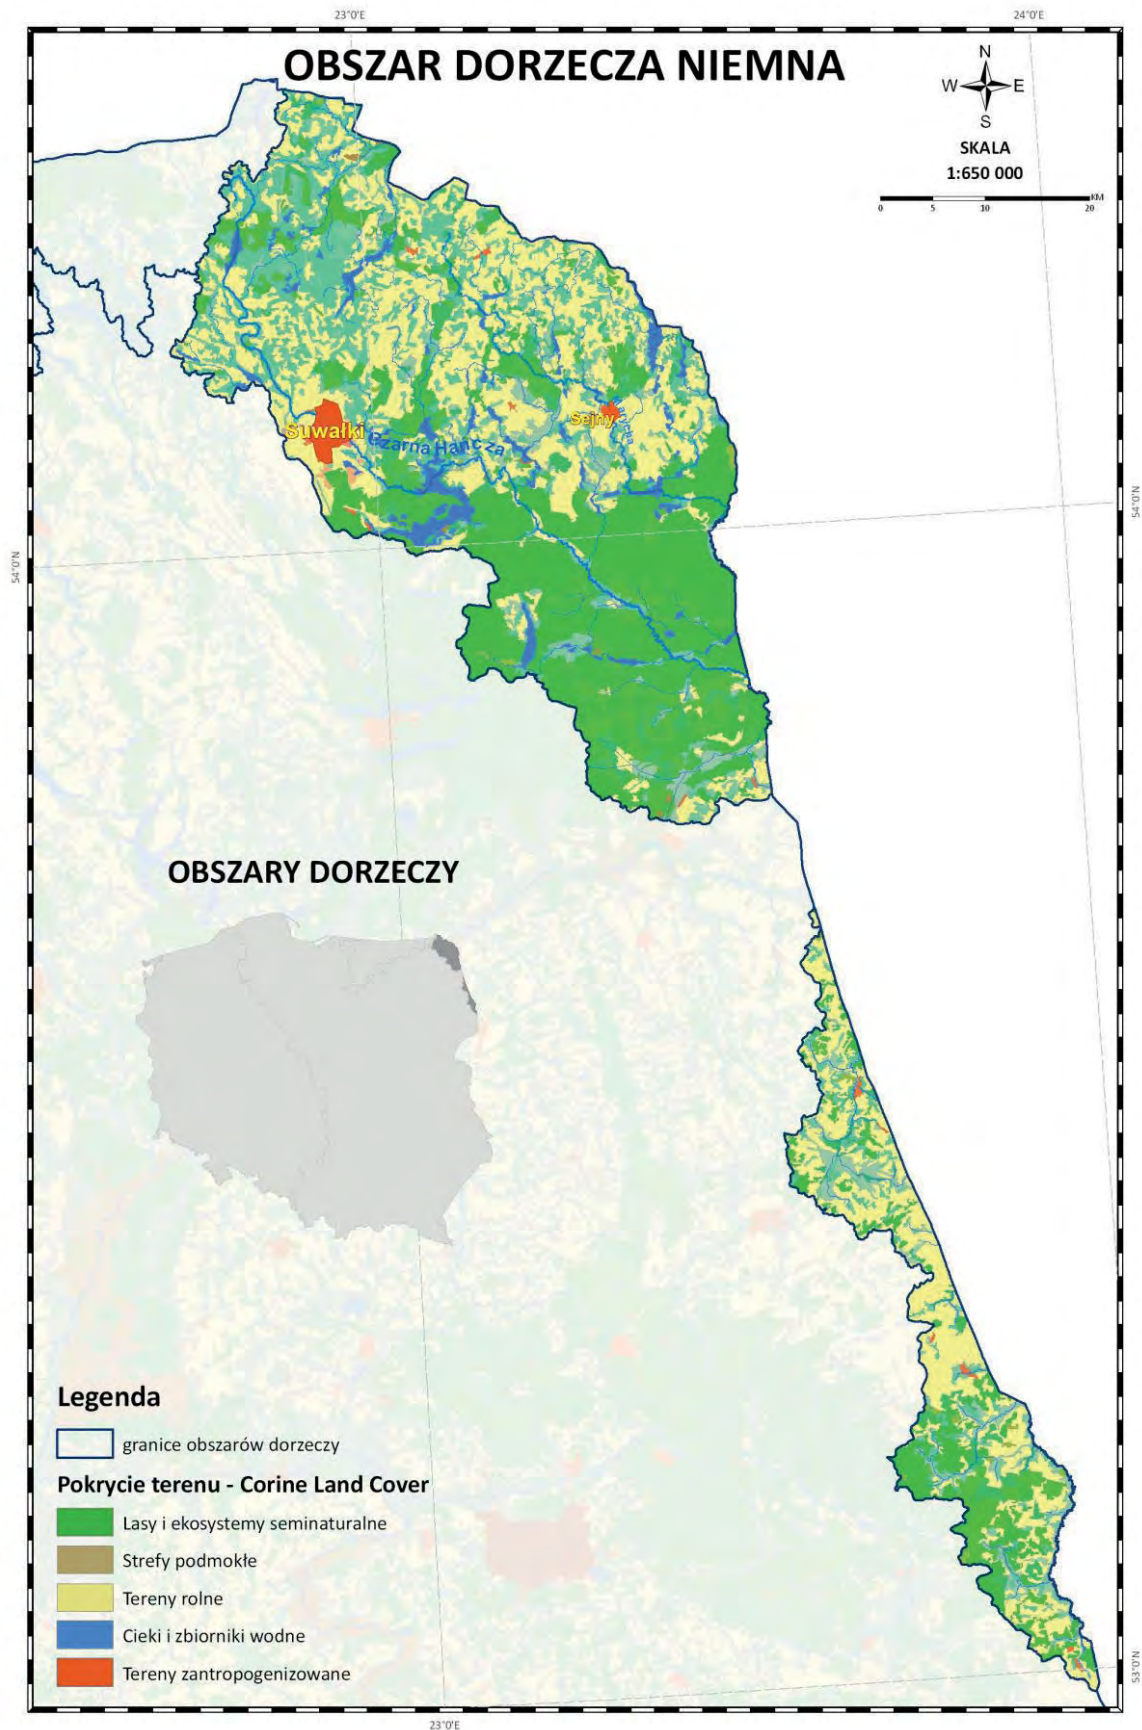 23°0'E
24°0'E
OBSZAR DORZECZA NIEMNA
N
W E
S
SKALA
1:650 000
KM
0 5 10 20
Suwałki
Czarna Hańcza
Sejny
Marycha
54°0'N
54°0'N
OBSZARY DORZECZY
Legenda
granice obszarów dorzeczy
Pokrycie terenu - Corine Land Cover
Lasy i ekosystemy seminaturalne
Strefy podmokłe
Tereny rolne
Cieki i zbiorniki wodne
Tereny zantropogenizowane
53°0'N
23°0'E